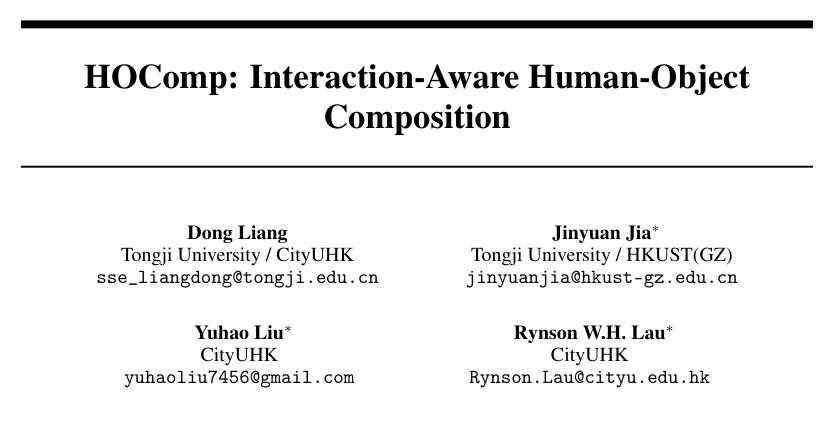 HOComp: Interaction-Aware Human-Object
Composition
Dong Liang
Tongji University / CityUHK
sse_liangdong@tongji.edu.cn
Jinyuan Jia*
Tongji University / HKUST(GZ)
jinyuanjia@hkust-gz.edu.cn
Yuhao Liu*
CityUHK
yuhaoliu7456@gmail.com
Rynson W.H. Lau*
CityUHK
Rynson.Lau@cityu.edu.hk